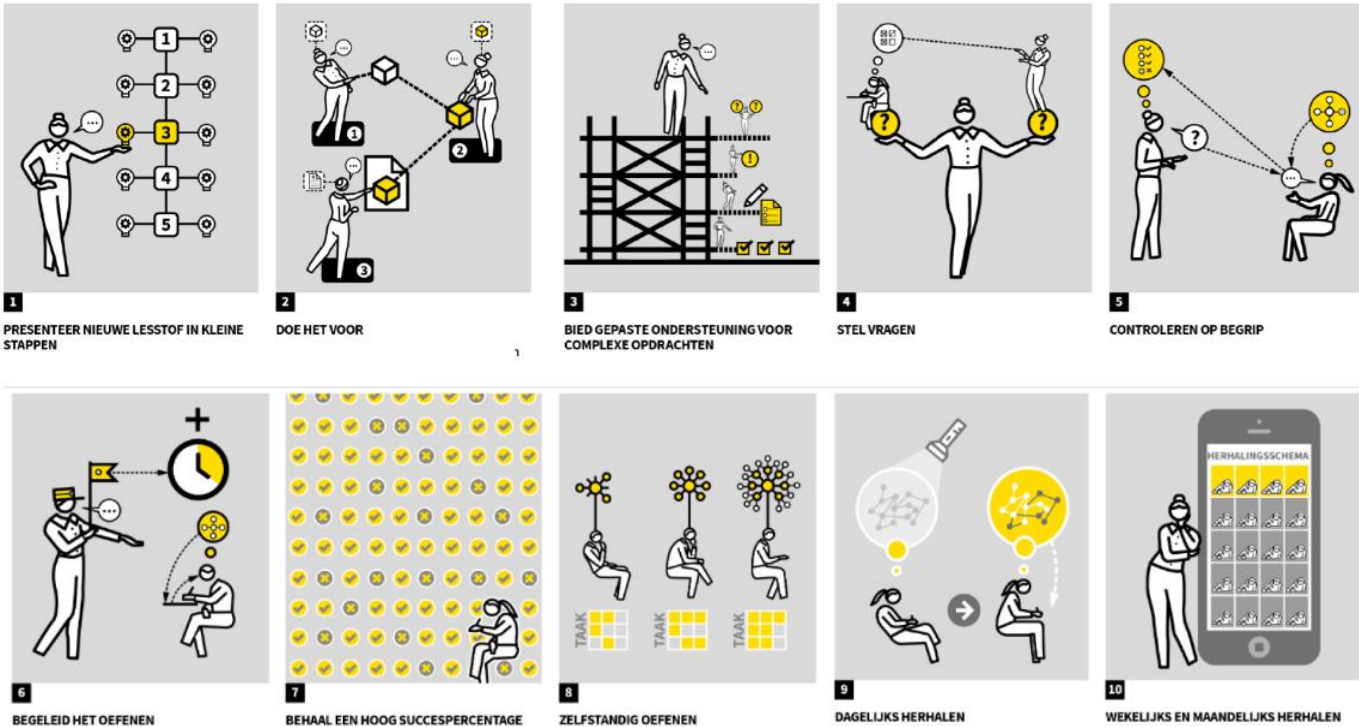 1
2
3
4
5
...
1
PRESENTEER NIEUWE LESSTOF IN KLEINE
STAPPEN
...
...
...
1
2
3
2
DOE HET VOOR
...
? ?
!
3
BIED GEPASTE ONDERSTEUNING VOOR
COMPLEXE OPDRACHTEN
? ?
4
STEL VRAGEN
?
...
5
CONTROLEREN OP BEGRIP
+
...
6
BEGELEID HET OEFENEN
7
BEHAAL EEN HOOG SUCCESPERCENTAGE
TAAK TAAK TAAK
8
ZELFSTANDIG OEFENEN
9
DAGELIJKS HERHALEN
HERHALINGSSCHEMA
10
WEKELIJKS EN MAANDELIJKS HERHALEN